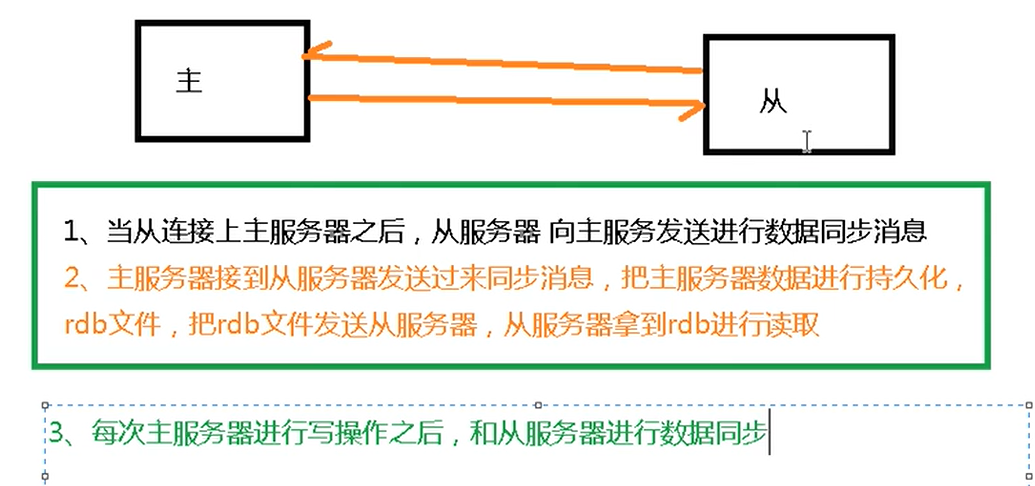 主
从
1、当从连接上主服务器之后，从服务器 向主服务发送进行数据同步消息
2、主服务器接到从服务器发送过来同步消息，把主服务器数据进行持久化，
rdb文件，把rdb文件发送从服务器，从服务器拿到rdb进行读取
3、每次主服务器进行写操作之后，和从服务器进行数据同步